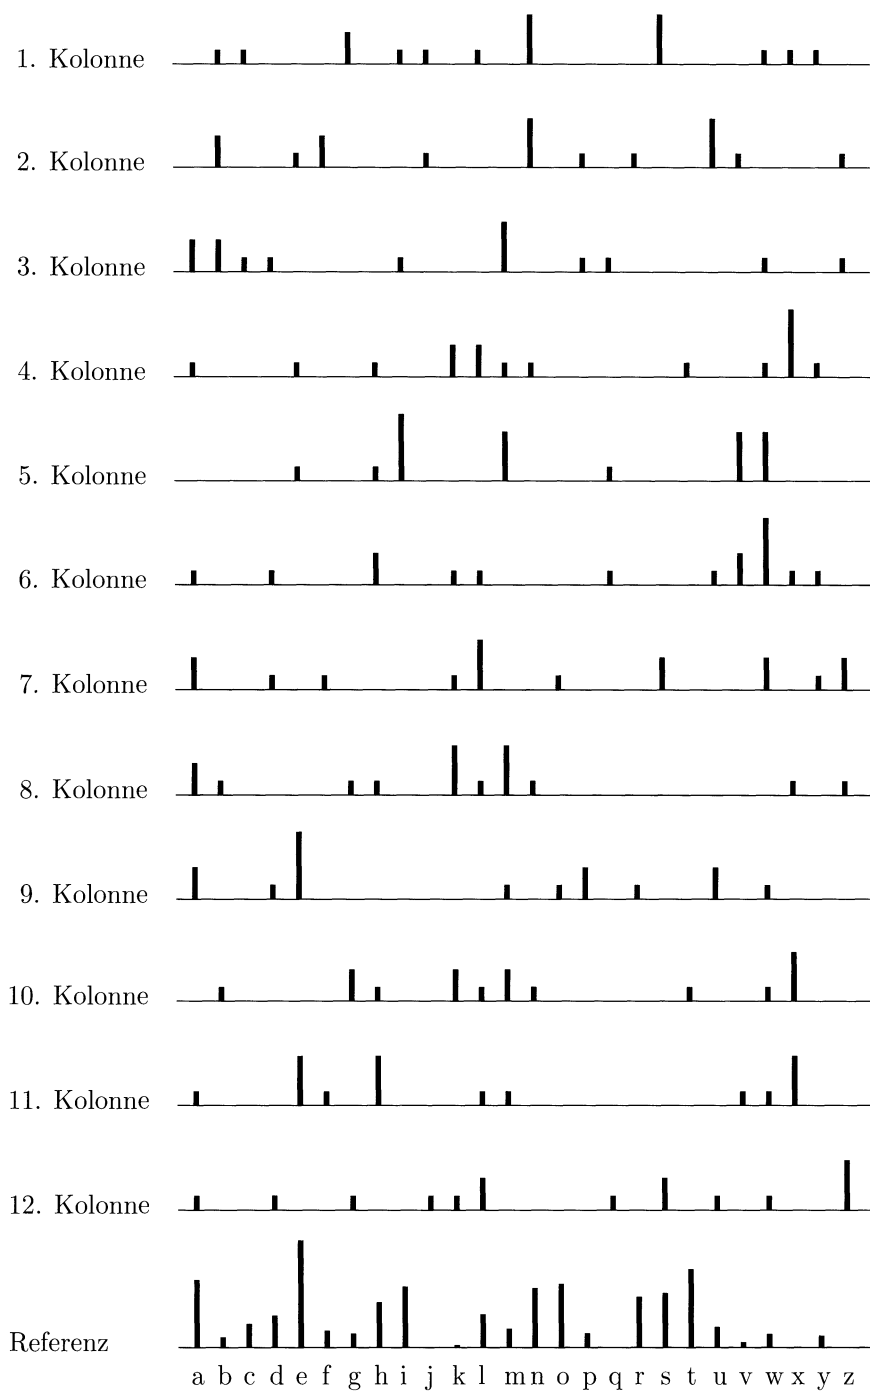 1. Kolonne
2. Kolonne
3. Kolonne
4. Kolonne
5. Kolonne
6. Kolonne
7. Kolonne
8. Kolonne
9. Kolonne
10. Kolonne
11. Kolonne
12. Kolonne
Referenz
a b c d e f g h i j k l m n o p q r s t u v w x y z